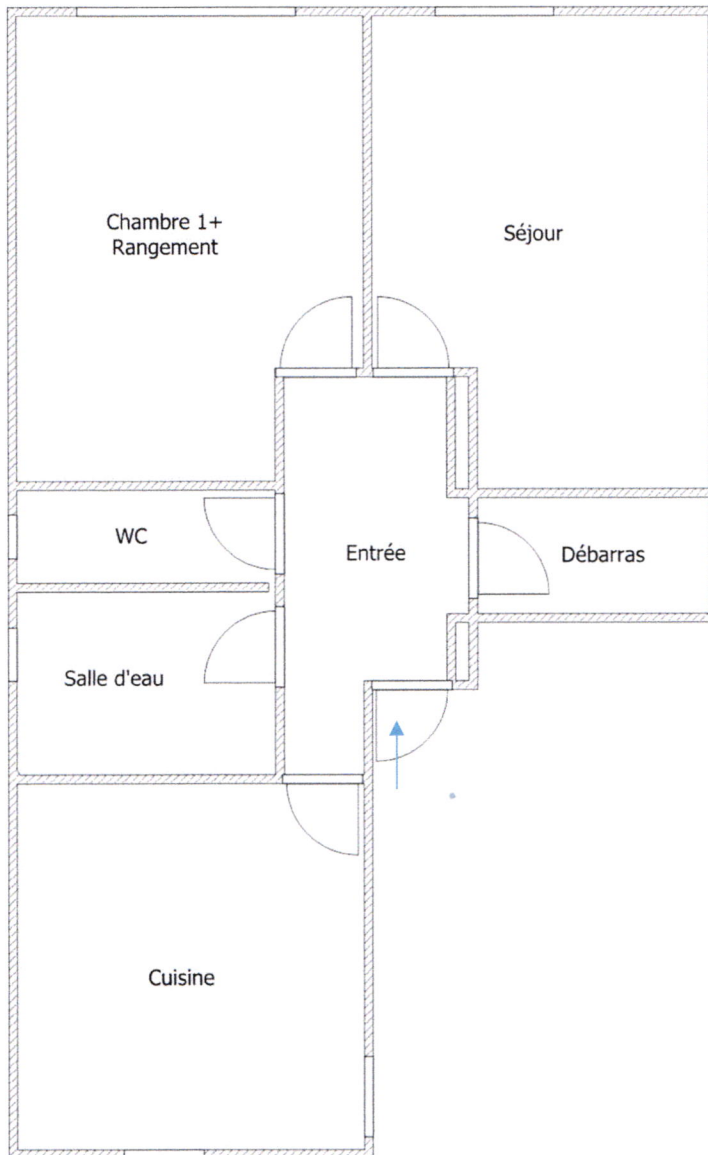 Chambre 1+
Rangement
Séjour
WC
Entrée
Débarras
Salle d'eau
Cuisine